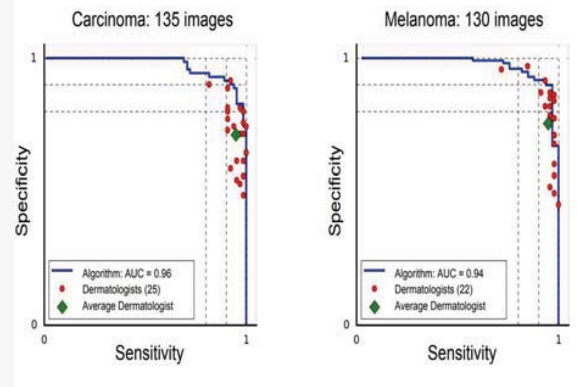 Carcinoma: 135 images
1
Specificity
Algorithm: AUC = 0.96
Dermatologists (25)
Average Dermatologist
0
0
1
Sensitivity
Melanoma: 130 images
1
Specificity
Algorithm: AUC = 0.94
Dermatologists (22)
Average Dermatologist
0
0
1
Sensitivity